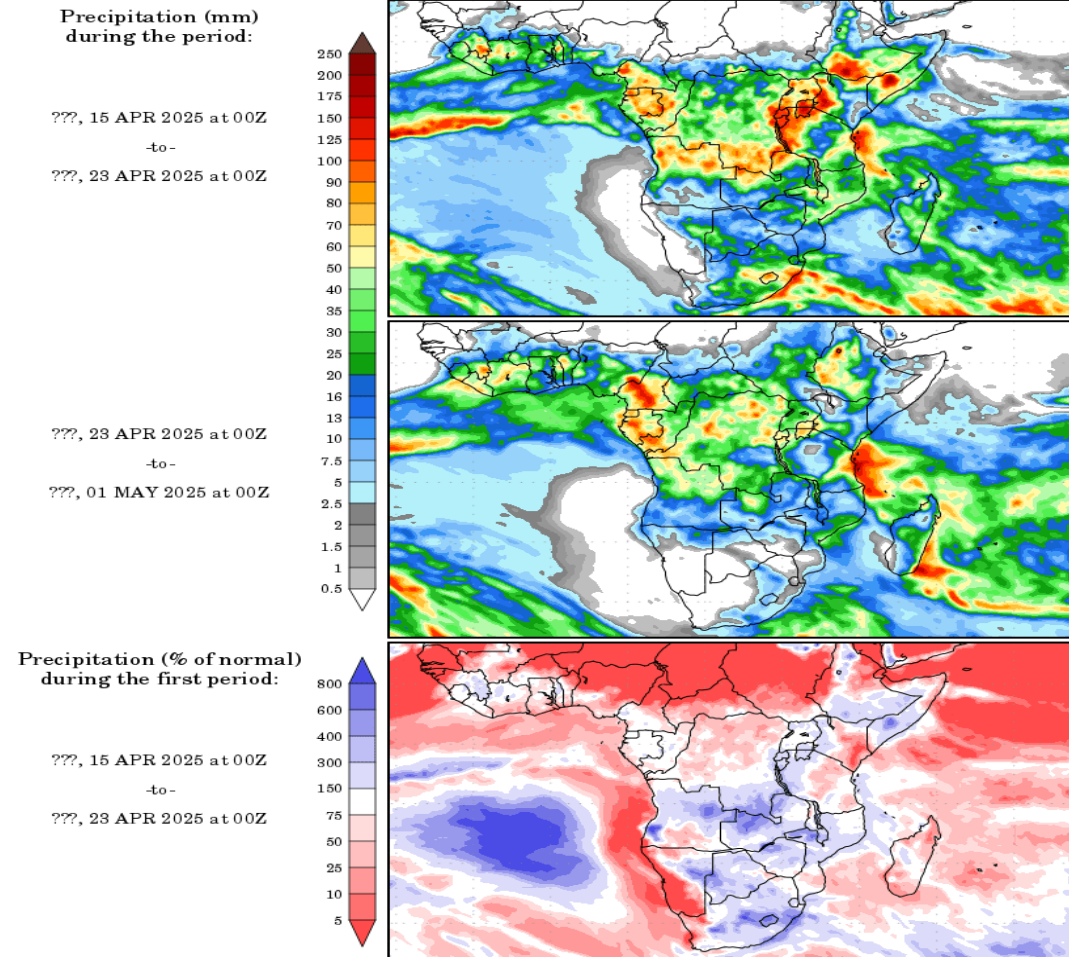 Precipitation (mm)
during the period:
???, 15 APR 2025 at 00Z
-to-
???, 23 APR 2025 at 00Z
250
200
175
150
125
100
90
80
70
60
50
40
35
30
25
20
16
13
10
7.5
5
2.5
2
1.5
1
0.5
???, 23 APR 2025 at 00Z
-to-
???, 01 MAY 2025 at 00Z
Precipitation (% of normal)
during the first period:
???, 15 APR 2025 at 00Z
-to-
???, 23 APR 2025 at 00Z
800
600
400
300
150
75
50
25
10
5